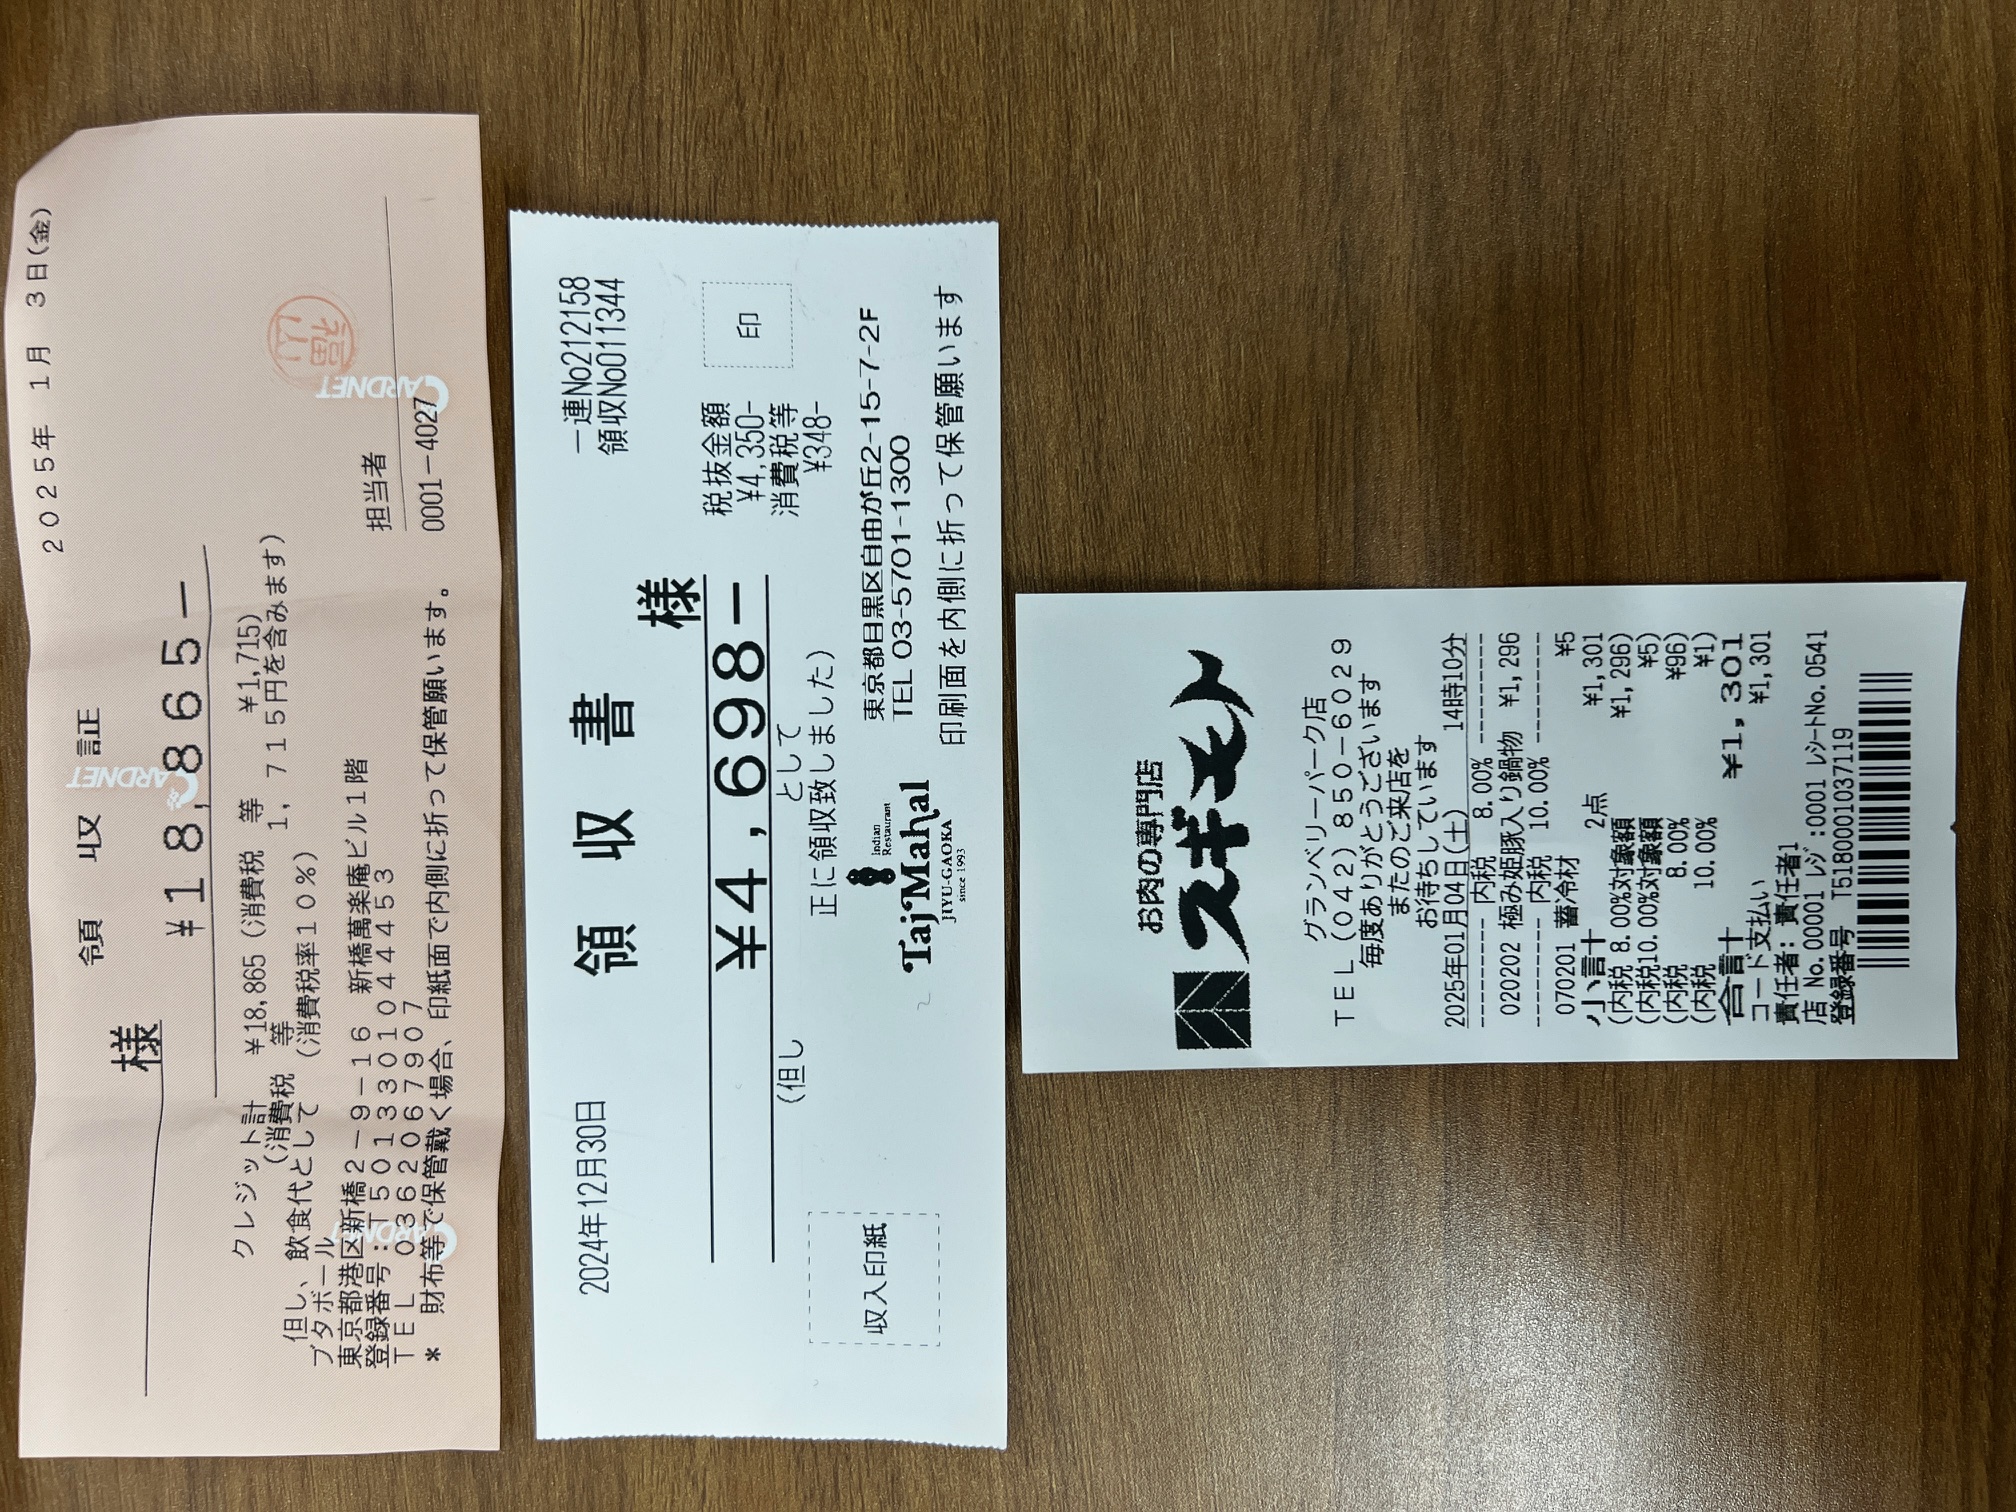 2025年 1月 3日(金)
領 収 証
様
¥18,865－
クレジット計 ¥18,865 (消費税 等 ¥1,715)
(消費税 等 1,715円を含みます)
但し、飲食代として (消費税率10%)
ブタボール
東京都港区新橋2－9－16 新橋萬楽庵ビル1階
登録番号:T5013301044453
TEL 0362067907
* 財布等で保管戴く場合、印紙面で内側に折って保管願います。
担当者
0001－4027
福山
CARDNET
CARDNET
CARDNET
2024年12月30日
領 収 書
一連No212158
領収No011344
様
¥4,698－
税抜金額
¥4,350-
消費税等
¥348-
印
(但し として
正に領収致しました)
収入印紙
Indian
Restaurant
Taj Mahal
JIYU-GAOKA
since 1993
東京都目黒区自由が丘2-15-7-2F
TEL 03-5701-1300
印刷面を内側に折って保管願います
お肉の専門店
スギモト
グランベリーパーク店
TEL(042)850－6029
毎度ありがとうございます
またのご来店を
お待ちしています
2025年01月04日(土) 14時10分
--------- 内税 8.00% ---------
020202 極み姫豚入り鍋物 ¥1,296
--------- 内税 10.00% ---------
070201 蓄冷材 ¥5
小計 2点 ¥1,301
(内税 8.00%対象額 ¥1,296)
(内税10.00%対象額 ¥5)
(内税 8.00% ¥96)
(内税 10.00% ¥1)
合計 ¥1,301
コード支払い ¥1,301
責任者: 責任者1
店 No.00001 レジ:0001 レシートNo.0541
登録番号 T5180001037119